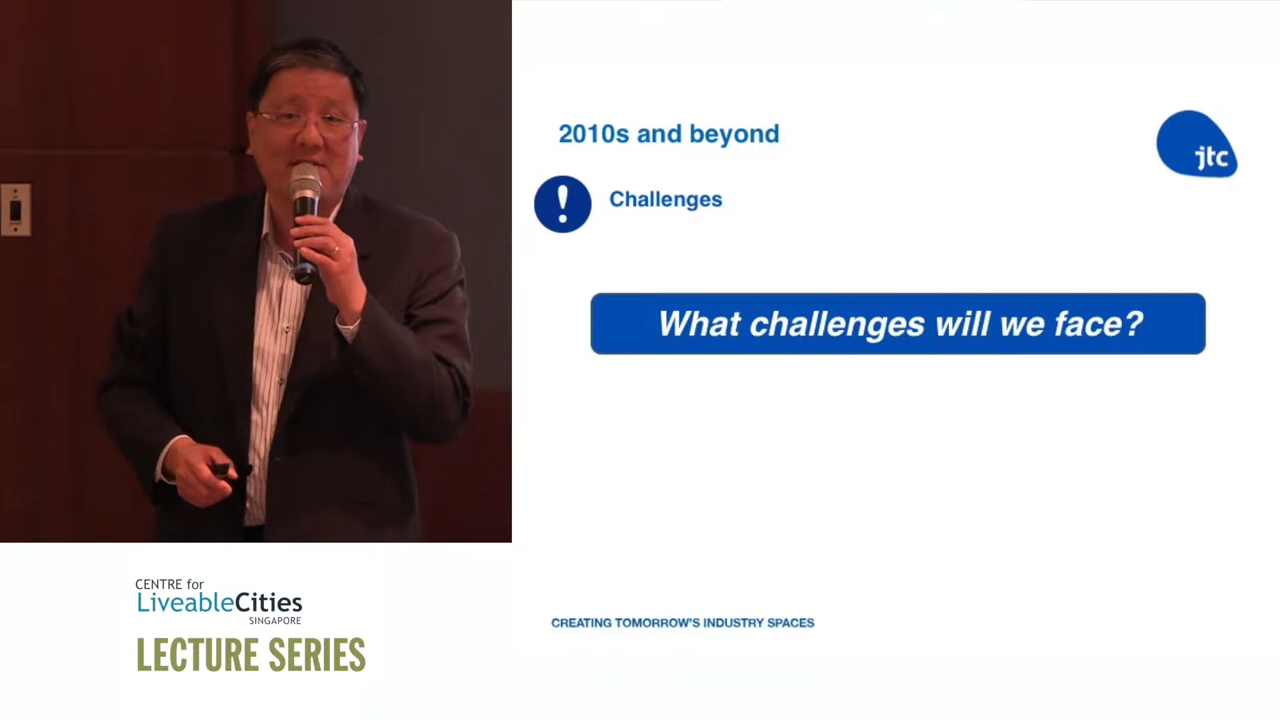 2010s and beyond
jtc
Challenges
What challenges will we face?
CREATING TOMORROW'S INDUSTRY SPACES
CENTRE for
LiveableCities
SINGAPORE
LECTURE SERIES